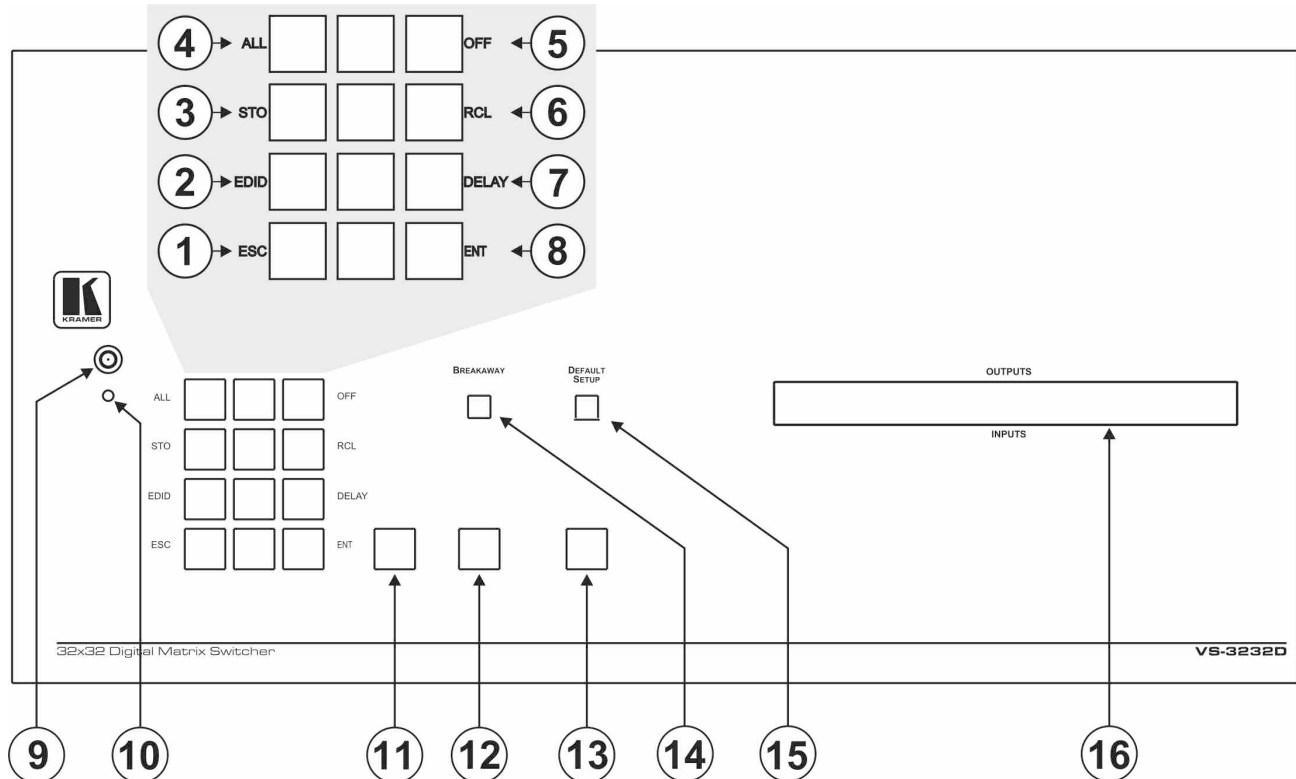 4 ALL OFF 5
3 STO RCL 6
2 EDID DELAY 7
1 ESC ENT 8
K
KRAMER
BREAKAWAY
DEFAULT
SETUP
OUTPUTS
INPUTS
ALL OFF
STO RCL
EDID DELAY
ESC ENT
32x32 Digital Matrix Switcher
VS-3232D
9 10 11 12 13 14 15 16